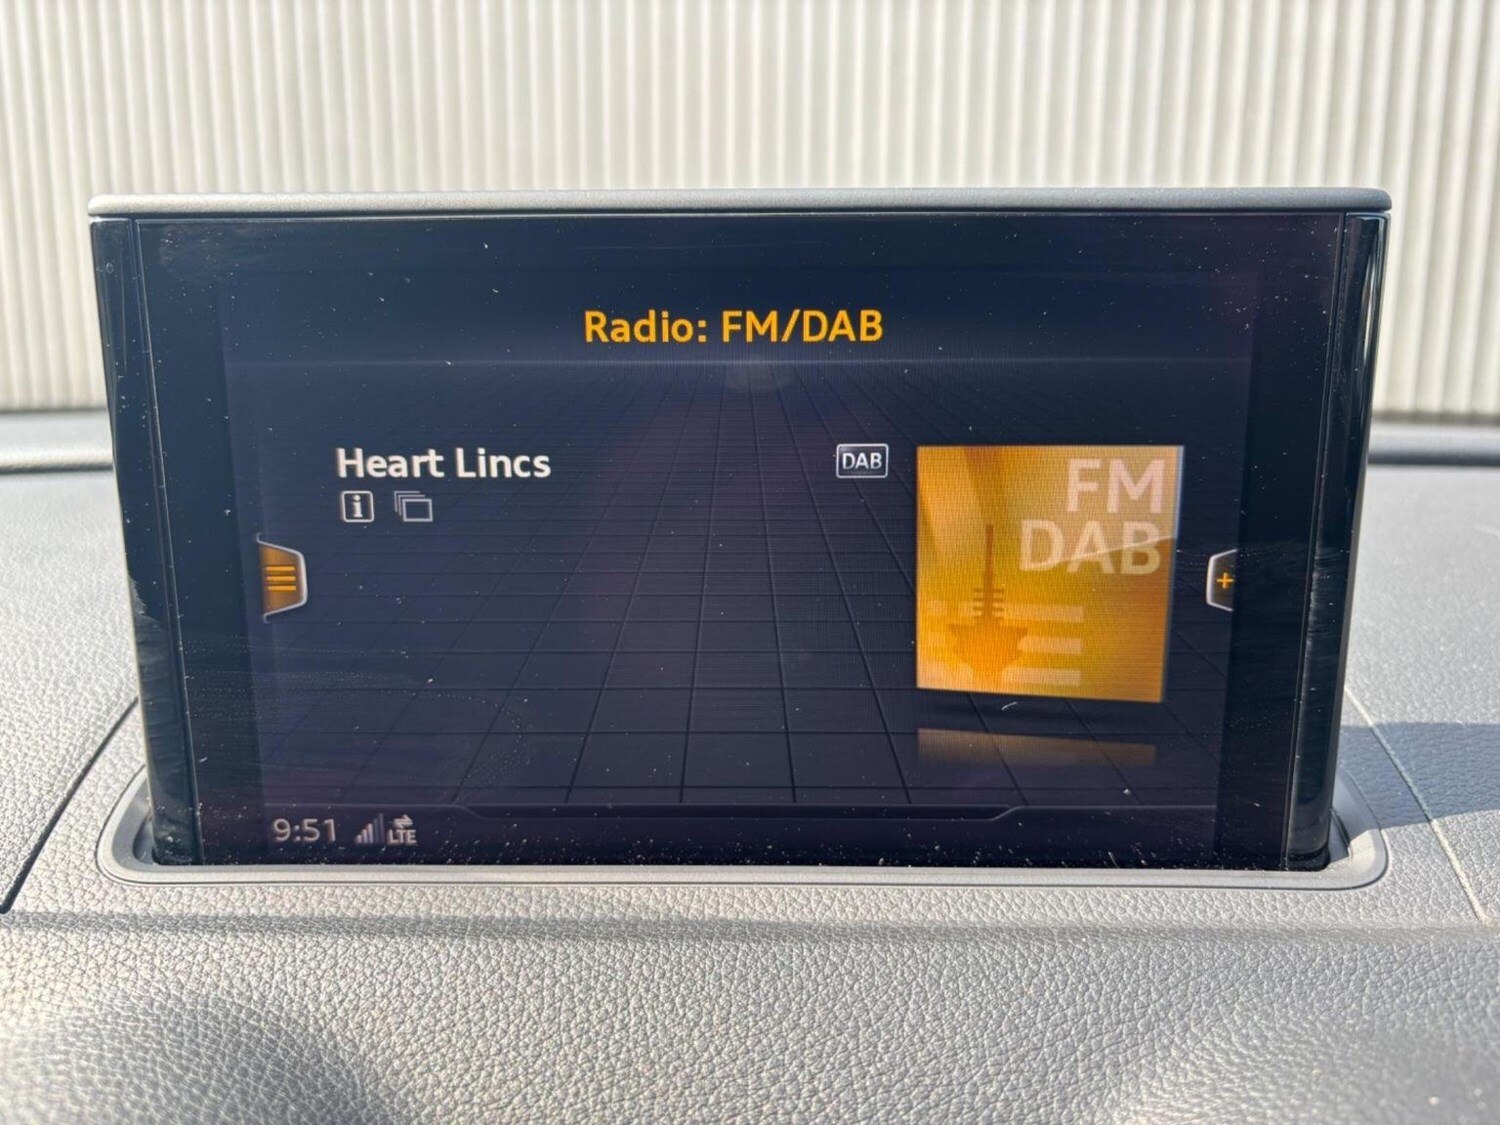 Radio: FM/DAB
Heart Lincs
DAB
FM
DAB
9:51
LTE